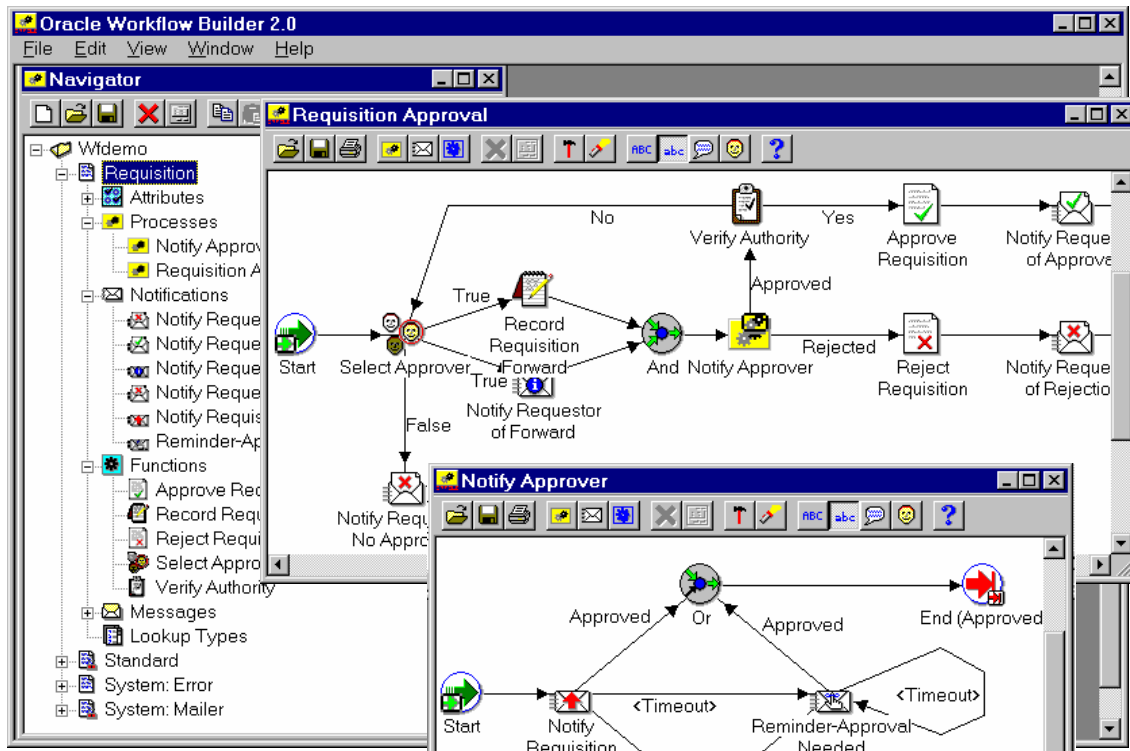 Oracle Workflow Builder 2.0
File Edit View Window Help
Navigator
Wfdemo
Requisition
Attributes
Processes
Notify Approv
Requisition A
Notifications
Notify Reque
Notify Reque
Notify Reque
Notify Reque
Notify Requis
Reminder-Ap
Functions
Approve Req
Record Requ
Reject Requi
Select Appro
Verify Authority
Messages
Lookup Types
Standard
System: Error
System: Mailer
Requisition Approval
ABC abc ?
No
Verify Authority
Yes
Approve
Requisition
Notify Reque
of Approva
Approved
True
Record
Requisition
Forward
Start
Select Approver
And
Notify Approver
Rejected
Reject
Requisition
Notify Reque
of Rejectio
True
Notify Requestor
of Forward
False
Notify Requ
No Appro
Notify Approver
ABC abc ?
Approved
Or
Approved
End (Approved
Start
Notify
Requisition
<Timeout>
Reminder-Approval
Needed
<Timeout>